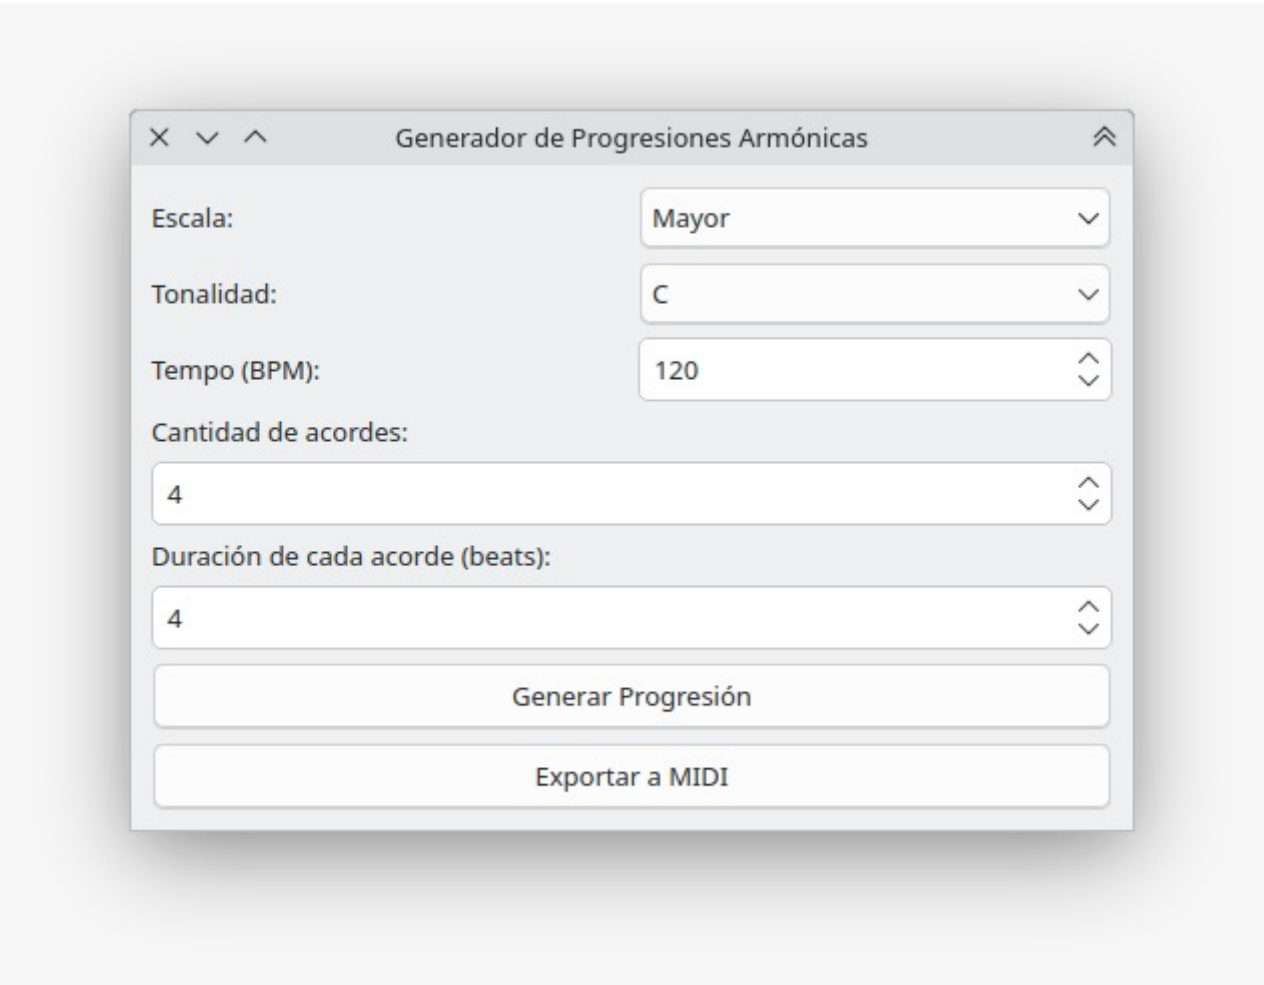 Generador de Progresiones Armónicas
Escala: Mayor
Tonalidad: C
Tempo (BPM): 120
Cantidad de acordes:
4
Duración de cada acorde (beats):
4
Generar Progresión
Exportar a MIDI